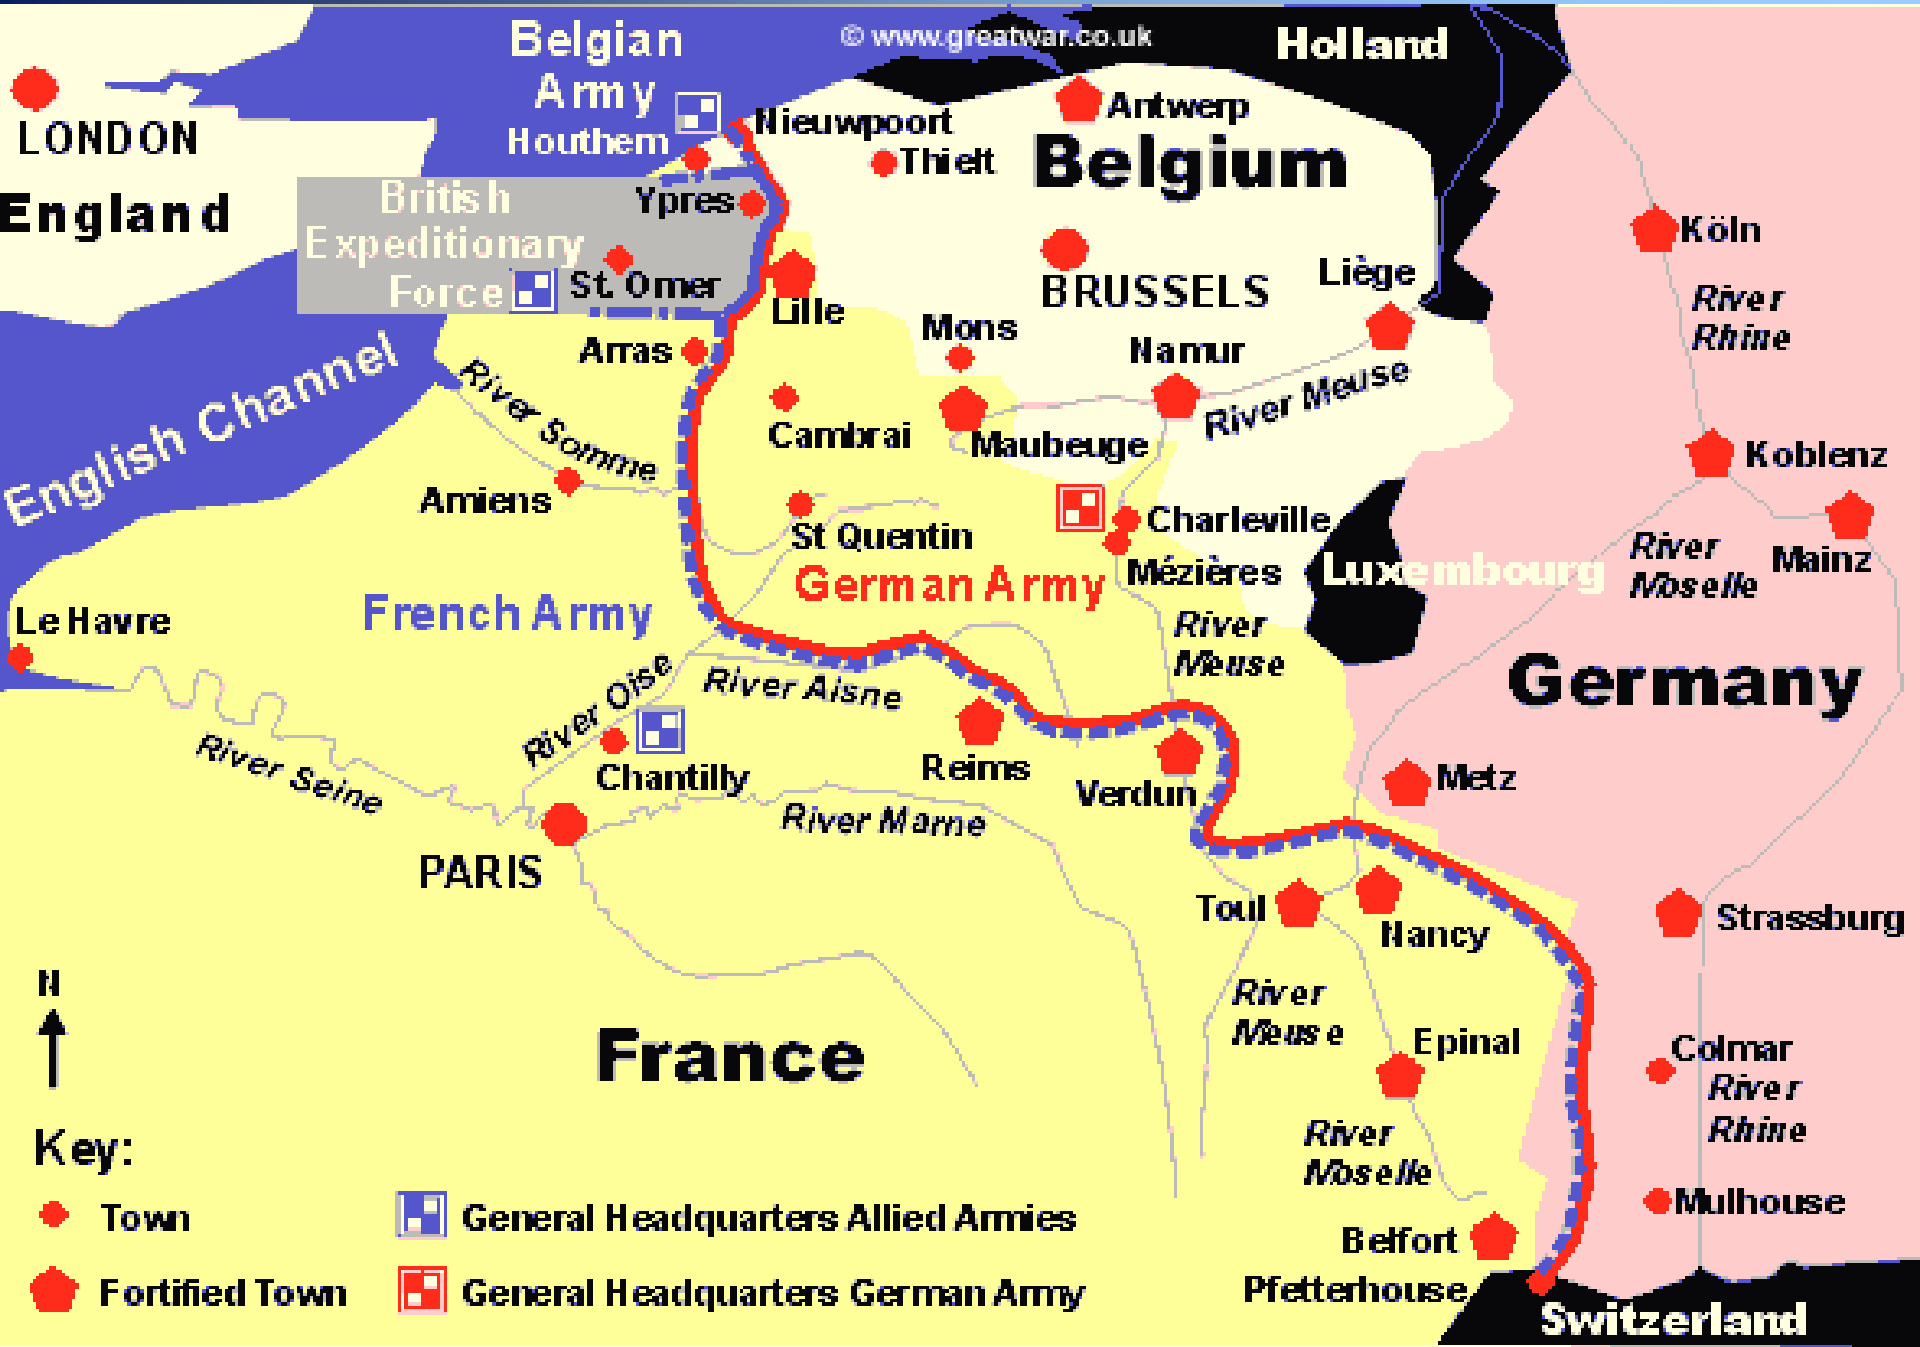 © www.greatwar.co.uk
Belgian
Army
Houthem
Holland
LONDON
England
Nieuwpoort
Antwerp
Thielt
Belgium
British
Expeditionary
Force
Ypres
St. Omer
Lille
BRUSSELS
Liège
Köln
River
Rhine
Mons
Namur
Arras
English Channel
River Somme
Cambrai
Maubeuge
River Meuse
Koblenz
Amiens
St Quentin
Charleville
Mézières
Luxembourg
River
Moselle
Mainz
German Army
French Army
Le Havre
River
Meuse
Germany
River Oise
River Aisne
River Seine
Chantilly
Reims
Verdun
Metz
River Marne
PARIS
Toul
Nancy
Strassburg
N
France
River
Meuse
Epinal
Colmar
River
Rhine
River
Moselle
Mulhouse
Belfort
Pfetterhouse
Switzerland
Key:
Town
General Headquarters Allied Armies
Fortified Town
General Headquarters German Army